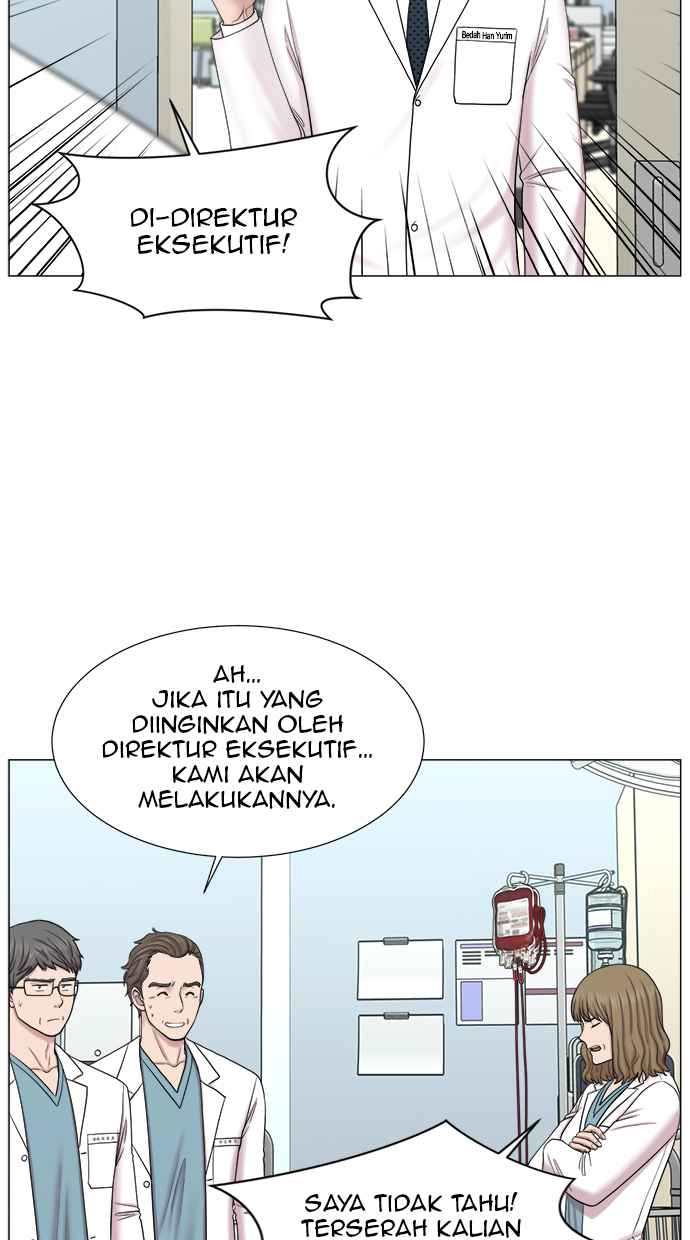 Bedah Han Yurim
DI-DIREKTUR
EKSEKUTIF!
AH...
JIKA ITU YANG
DIINGINKAN OLEH
DIREKTUR EKSEKUTIF...
KAMI AKAN
MELAKUKANNYA.
SAYA TIDAK TAHU!
TERSERAH KALIAN